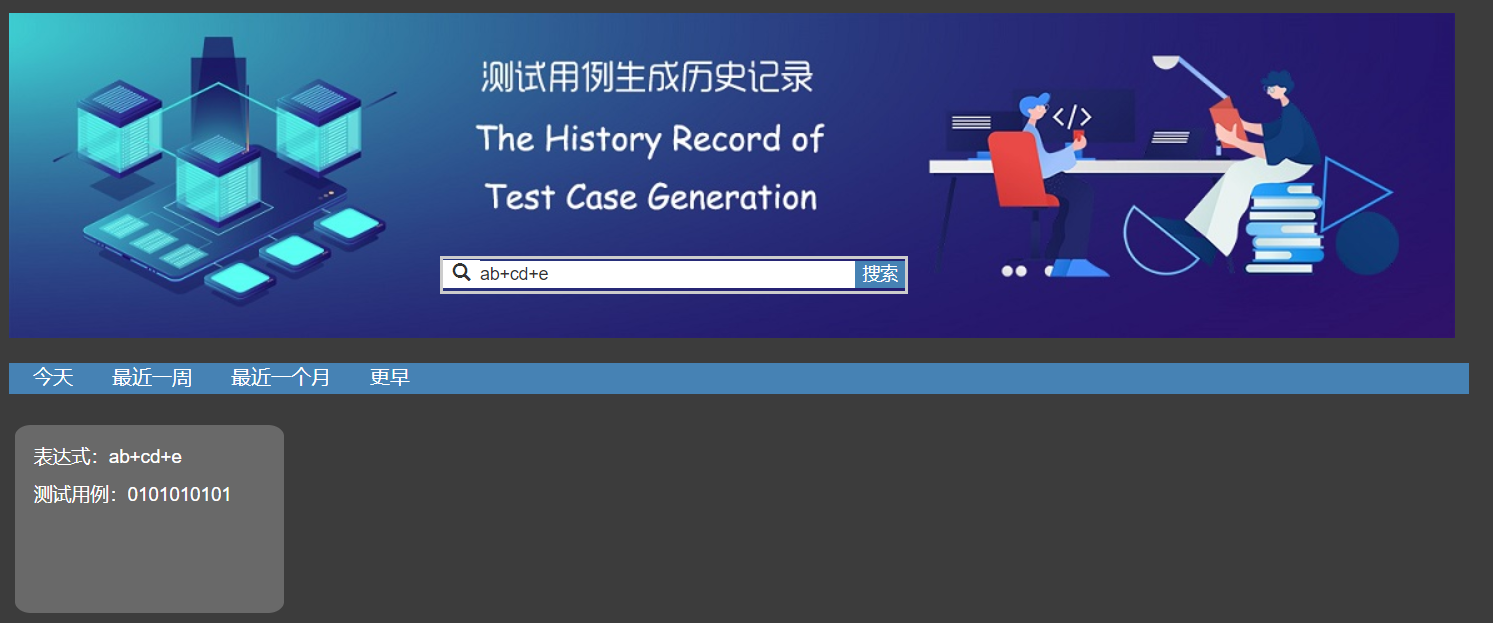 测试用例生成历史记录
The History Record of
Test Case Generation
</>
ab+cd+e 搜索
今天 最近一周 最近一个月 更早
表达式：ab+cd+e
测试用例：0101010101